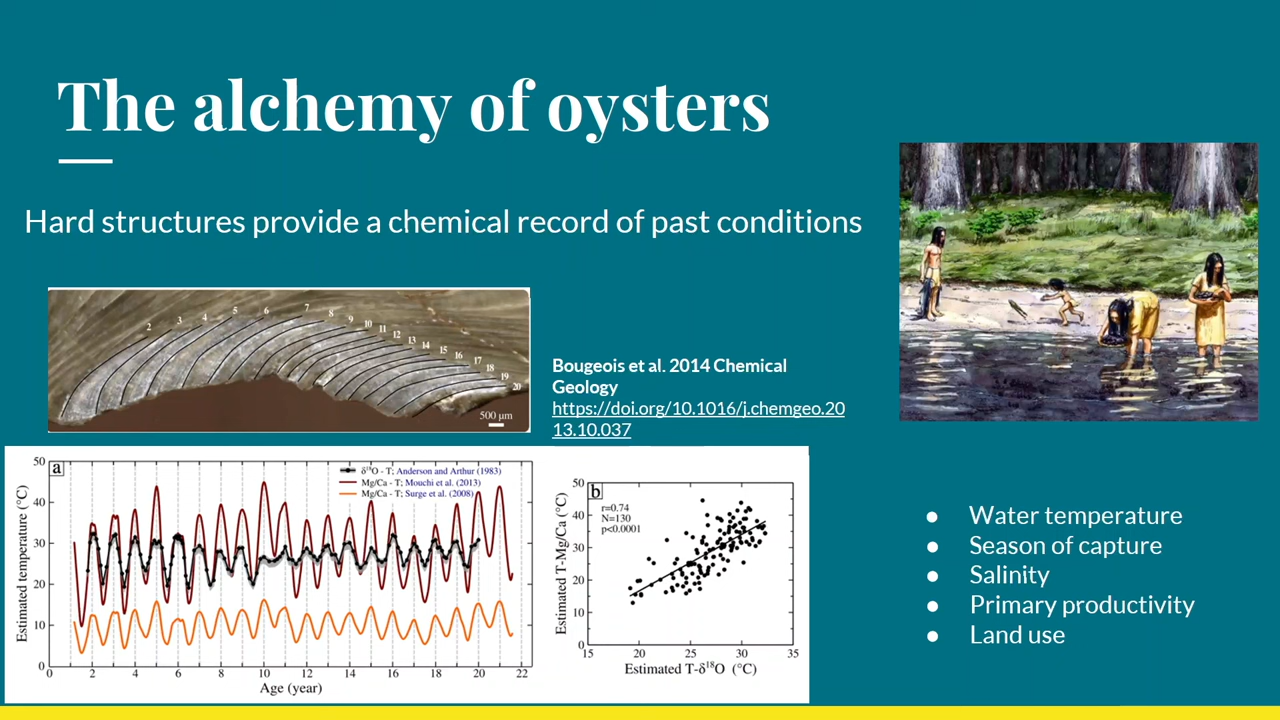 The alchemy of oysters
Hard structures provide a chemical record of past conditions
2 3 4 5 6 7 8 9 10 11 12 13 14 15 16 17 18 19 20
500 µm
Bougeois et al. 2014 Chemical
Geology
https://doi.org/10.1016/j.chemgeo.20
13.10.037
a
δ¹⁸O - T; Anderson and Arthur (1983)
Mg/Ca - T; Mouchi et al. (2013)
Mg/Ca - T; Surge et al. (2008)
Estimated temperature (°C)
50
40
30
20
10
0
0 2 4 6 8 10 12 14 16 18 20 22
Age (year)
b
r=0.74
N=130
p<0.0001
Estimated T-Mg/Ca (°C)
50
40
30
20
10
0
15 20 25 30 35
Estimated T-δ¹⁸O (°C)
● Water temperature
● Season of capture
● Salinity
● Primary productivity
● Land use